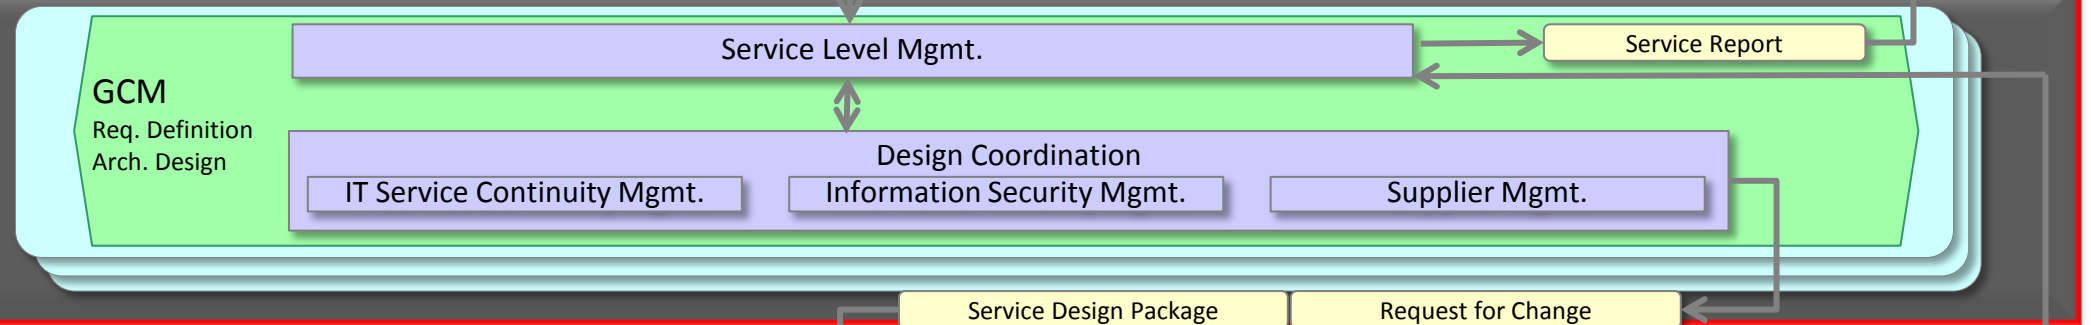 Service Level Mgmt.
Service Report
GCM
Req. Definition
Arch. Design
Design Coordination
IT Service Continuity Mgmt.
Information Security Mgmt.
Supplier Mgmt.
Service Design Package
Request for Change